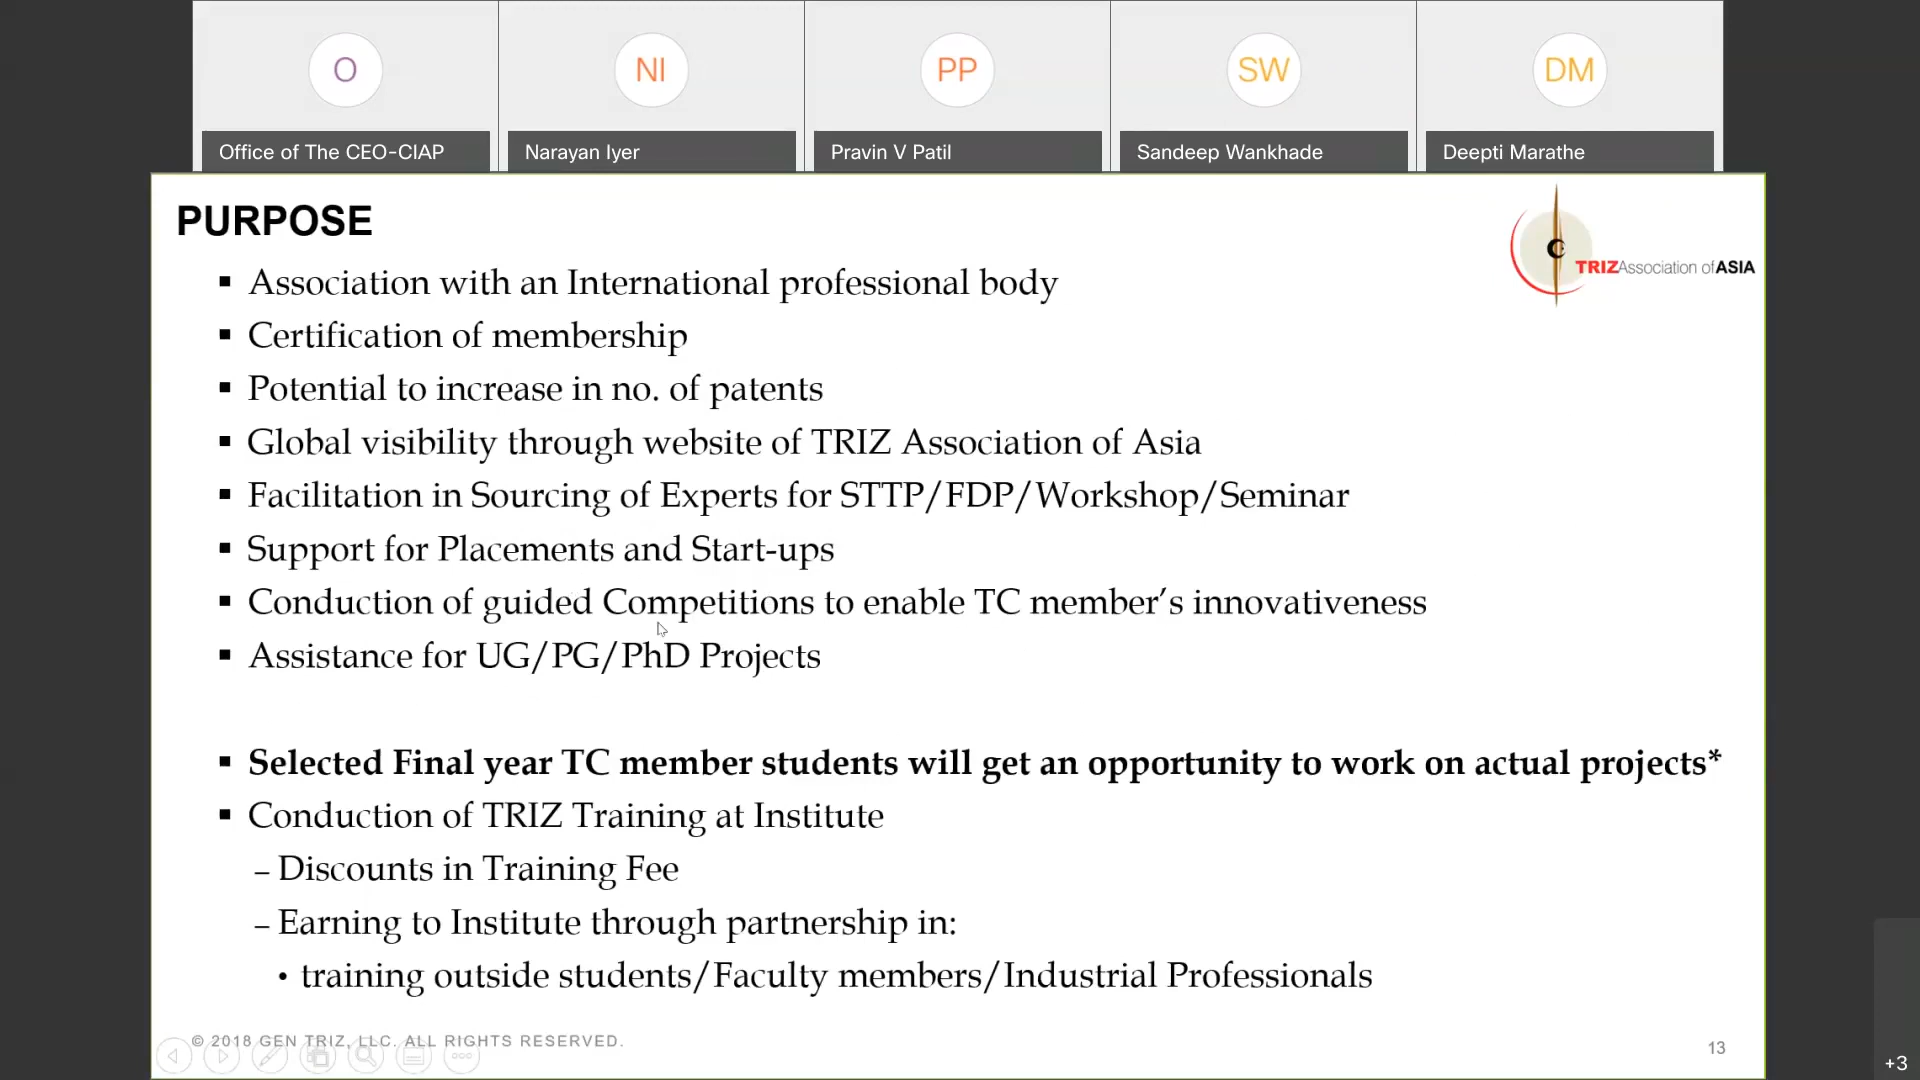 O
NI
PP
SW
DM
Office of The CEO-CIAP
Narayan Iyer
Pravin V Patil
Sandeep Wankhade
Deepti Marathe
PURPOSE
TRIZ Association of ASIA
▪ Association with an International professional body
▪ Certification of membership
▪ Potential to increase in no. of patents
▪ Global visibility through website of TRIZ Association of Asia
▪ Facilitation in Sourcing of Experts for STTP/FDP/Workshop/Seminar
▪ Support for Placements and Start-ups
▪ Conduction of guided Competitions to enable TC member’s innovativeness
▪ Assistance for UG/PG/PhD Projects
▪ Selected Final year TC member students will get an opportunity to work on actual projects*
▪ Conduction of TRIZ Training at Institute
– Discounts in Training Fee
– Earning to Institute through partnership in:
• training outside students/Faculty members/Industrial Professionals
© 2018 GEN TRIZ, LLC. ALL RIGHTS RESERVED.
13
+3